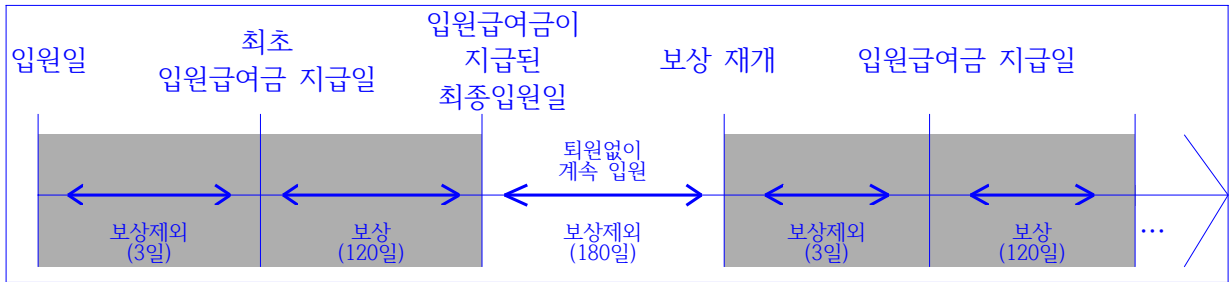 입원일
최초
입원급여금 지급일
입원급여금이
지급된
최종입원일
보상 재개
입원급여금 지급일
퇴원없이
계속 입원
보상제외
(3일)
보상
(120일)
보상제외
(180일)
보상제외
(3일)
보상
(120일)
…